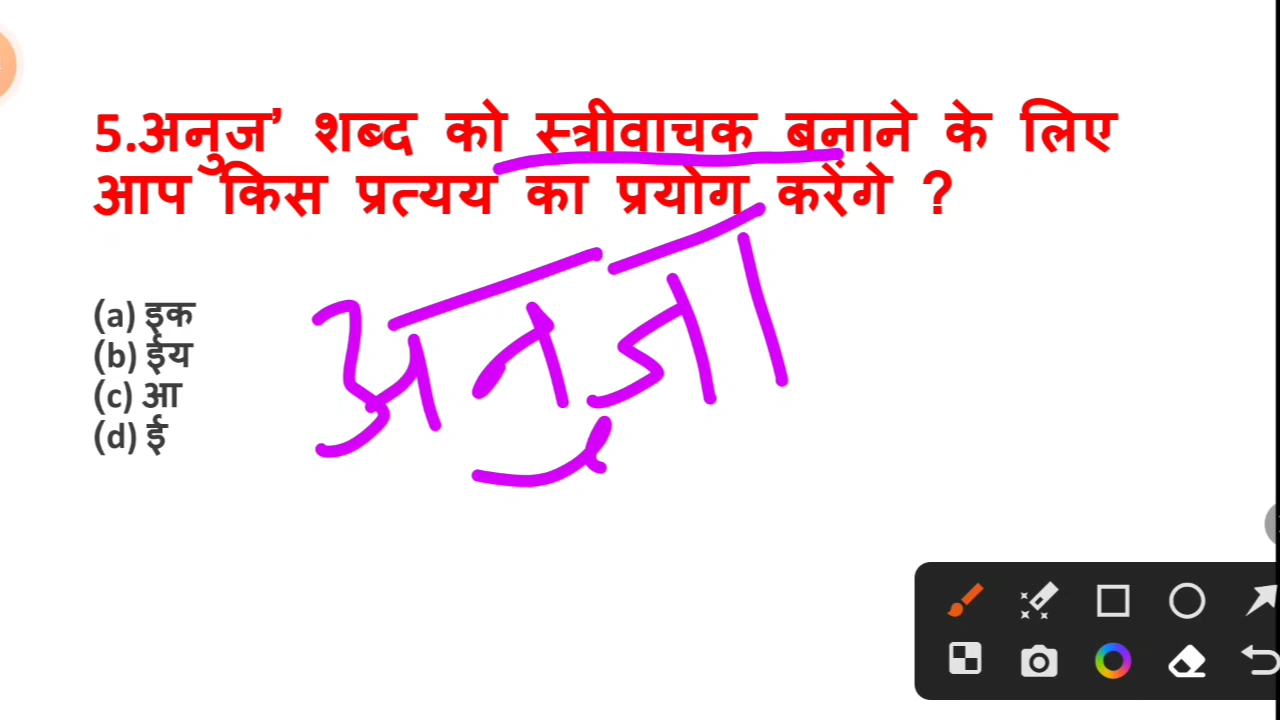 5.अनुज’ शब्द को स्त्रीवाचक बनाने के लिए
आप किस प्रत्यय का प्रयोग करेंगे ?
अनुजा
(a) इक
(b) ईय
(c) आ
(d) ई